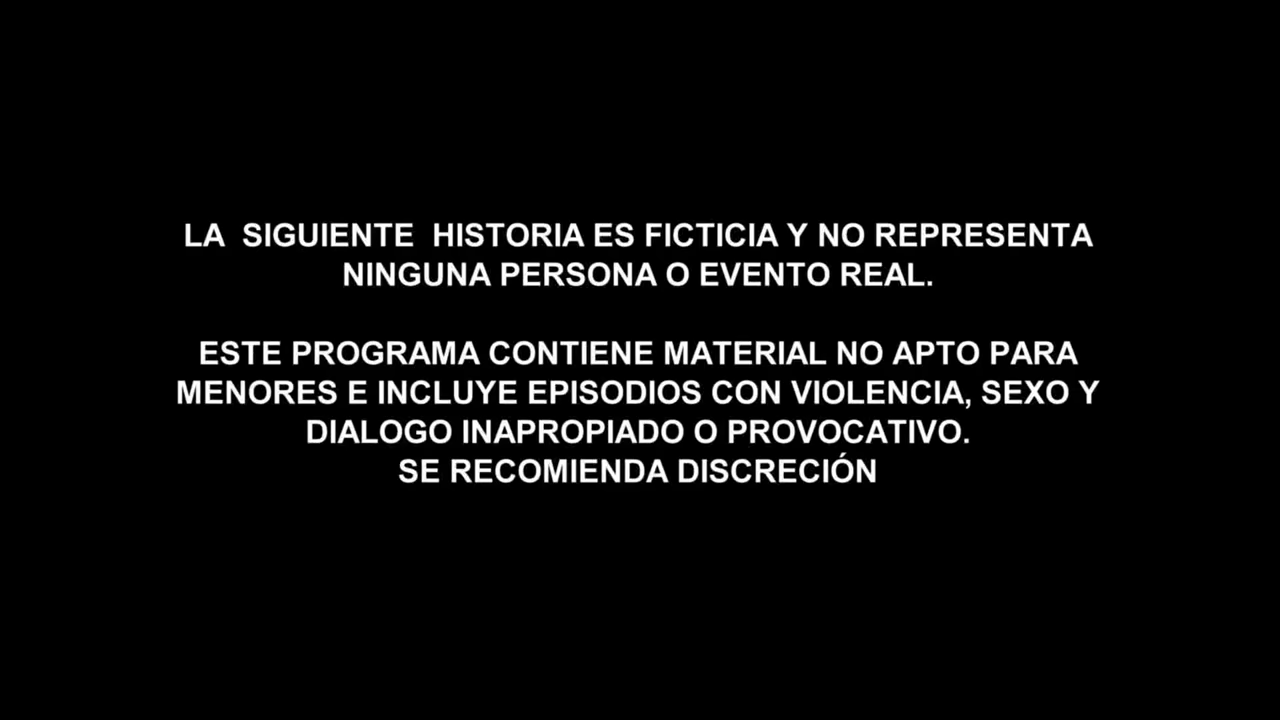 LA SIGUIENTE HISTORIA ES FICTICIA Y NO REPRESENTA
NINGUNA PERSONA O EVENTO REAL.
ESTE PROGRAMA CONTIENE MATERIAL NO APTO PARA
MENORES E INCLUYE EPISODIOS CON VIOLENCIA, SEXO Y
DIALOGO INAPROPIADO O PROVOCATIVO.
SE RECOMIENDA DISCRECIÓN